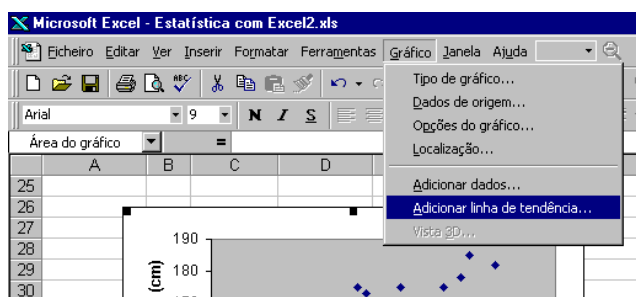 Microsoft Excel - Estatística com Excel2.xls
Ficheiro Editar Ver Inserir Formatar Ferramentas Gráfico Janela Ajuda
Arial 9 N I S
Área do gráfico =
A B C D
Tipo de gráfico...
Dados de origem...
Opções do gráfico...
Localização...
Adicionar dados...
Adicionar linha de tendência...
Vista 3D...
25
26
27
28
29
30
190
180
(cm)